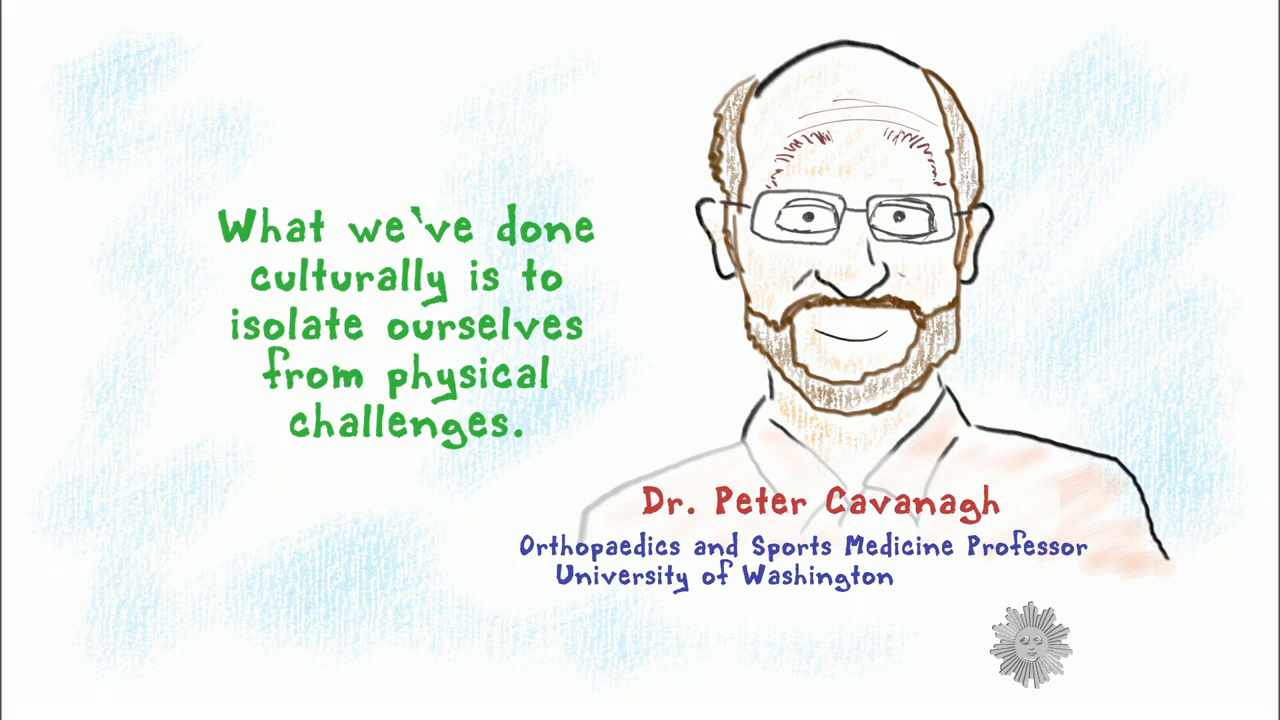 What we've done
culturally is to
isolate ourselves
from physical
challenges.
Dr. Peter Cavanagh
Orthopaedics and Sports Medicine Professor
University of Washington